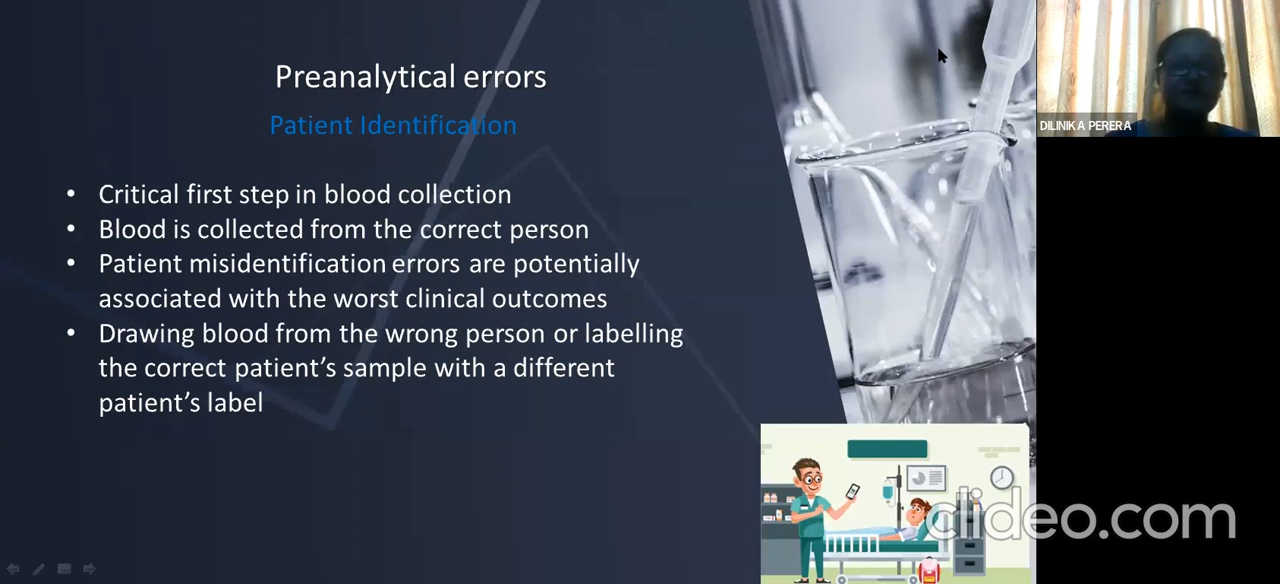 Preanalytical errors
Patient Identification
• Critical first step in blood collection
• Blood is collected from the correct person
• Patient misidentification errors are potentially
associated with the worst clinical outcomes
• Drawing blood from the wrong person or labelling
the correct patient’s sample with a different
patient’s label
DILINIKA PERERA
clideo.com